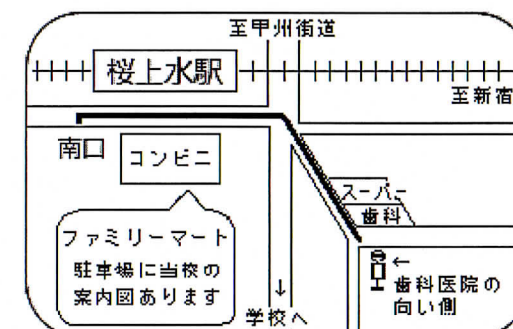 至甲州街道
桜上水駅
至新宿
南口
コンビニ
スーパー
歯科
ファミリーマート
駐車場に当校の
案内図あります
↓
学校へ
←
歯科医院の
向い側